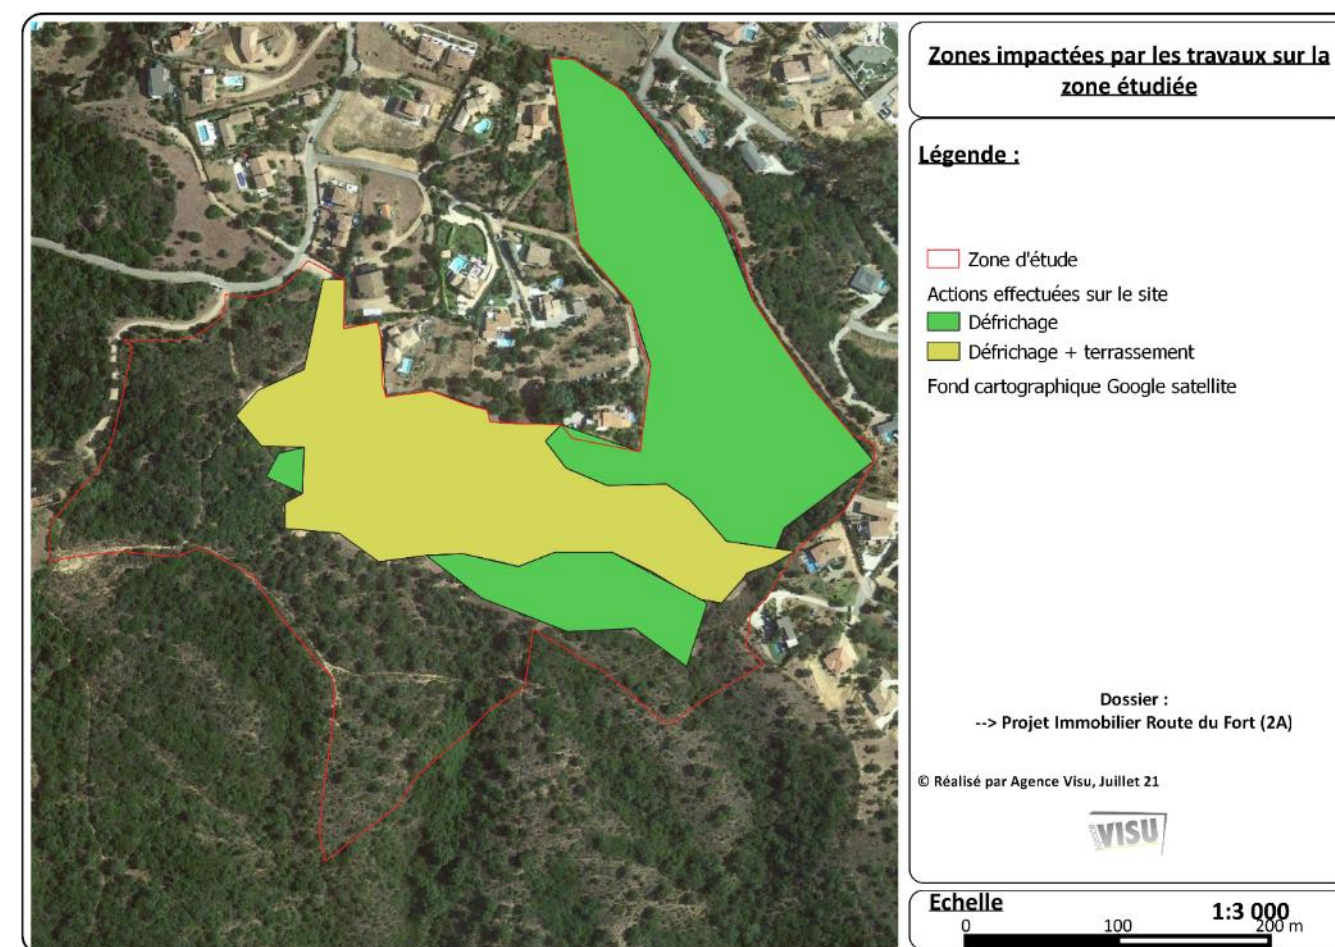 Zones impactées par les travaux sur la
zone étudiée
Légende :
Zone d'étude
Actions effectuées sur le site
Défrichage
Défrichage + terrassement
Fond cartographique Google satellite
Dossier :
--> Projet Immobilier Route du Fort (2A)
© Réalisé par Agence Visu, Juillet 21
VISU
Echelle
1:3 000
0 100 200 m